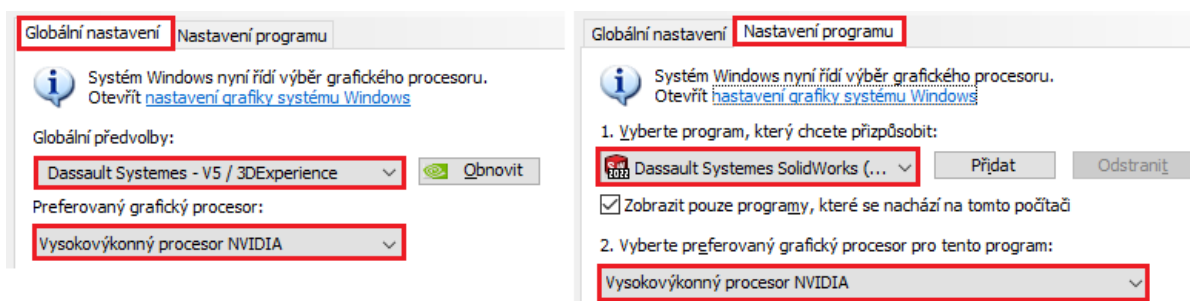 Globální nastavení Nastavení programu
Systém Windows nyní řídí výběr grafického procesoru.
Otevřít nastavení grafiky systému Windows
Globální předvolby:
Dassault Systemes - V5 / 3DExperience Obnovit
Preferovaný grafický procesor:
Vysokovýkonný procesor NVIDIA
Globální nastavení Nastavení programu
Systém Windows nyní řídí výběr grafického procesoru.
Otevřít nastavení grafiky systému Windows
1. Vyberte program, který chcete přizpůsobit:
SW 2022 Dassault Systemes SolidWorks (... Přidat Odstranit
Zobrazit pouze programy, které se nachází na tomto počítači
2. Vyberte preferovaný grafický procesor pro tento program:
Vysokovýkonný procesor NVIDIA